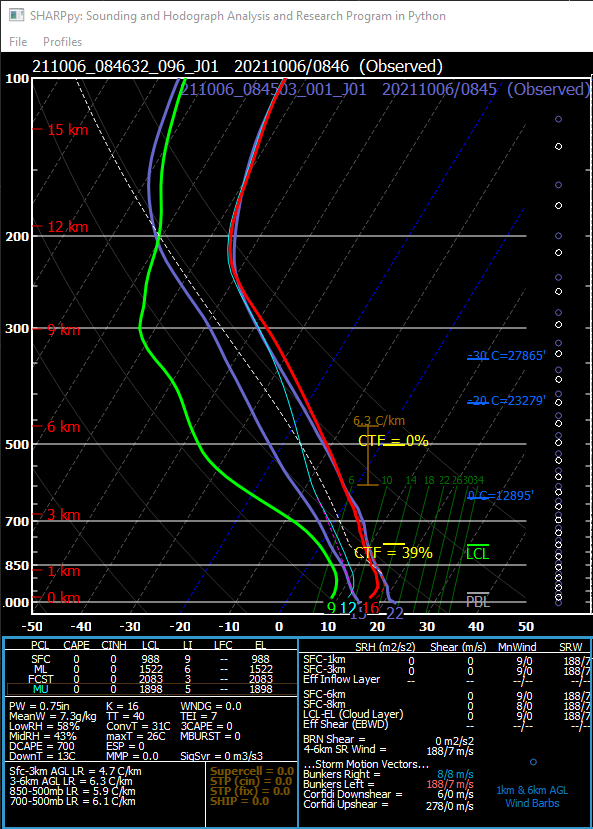 SHARPpy: Sounding and Hodograph Analysis and Research Program in Python
File Profiles
211006_084632_096_J01 20211006/0846 (Observed)
211006_084503_001_J01 20211006/0845 (Observed)
100
15 km
12 km
200
300
9 km
-30 C=27865'
-20 C=23279'
6.3 C/km
6 km
CTF = 0%
500
6 10 14 18 22 26 30 34
0 C=12895'
3 km
700
CTF = 39%
LCL
850
1 km
0 km
PBL
1000
9 12 16 22
-50 -40 -30 -20 -10 0 10 20 30 40 50
PCL CAPE CINH LCL LI LFC EL
SFC 0 0 988 9 -- 988
ML 0 0 1522 6 -- 1522
FCST 0 0 2083 3 -- 2083
MU 0 0 1898 5 -- 1898
PW = 0.75in K = 16 WNDG = 0.0
MeanW = 7.3g/kg TT = 40 TEI = 7
LowRH = 58% ConvT = 31C 3CAPE = 0
MidRH = 43% maxT = 26C MBURST = 0
DCAPE = 700 ESP = 0
DownT = 13C MMP = 0.0 SigSvr = 0 m3/s3
Sfc-3km AGL LR = 4.7 C/km
3-6km AGL LR = 6.3 C/km
850-500mb LR = 5.9 C/km
700-500mb LR = 6.1 C/km
Supercell = 0.0
STP (cin) = 0.0
STP (fix) = 0.0
SHIP = 0.0
SRH (m2/s2) Shear (m/s) MnWind SRW
SFC-1km 0 0 9/0 188/7
SFC-3km 0 0 9/0 188/7
Eff Inflow Layer -- -- --/-- --/--
SFC-6km 0 9/0 188/7
SFC-8km 0 8/0 188/7
LCL-EL (Cloud Layer) 0 9/0 188/7
Eff Shear (EBWD) -- --/-- --/--
BRN Shear = 0 m2/s2
4-6km SR Wind = 188/7 m/s
...Storm Motion Vectors...
Bunkers Right = 8/8 m/s
Bunkers Left = 188/7 m/s
Corfidi Downshear = 6/0 m/s
Corfidi Upshear = 278/0 m/s
1km & 6km AGL
Wind Barbs